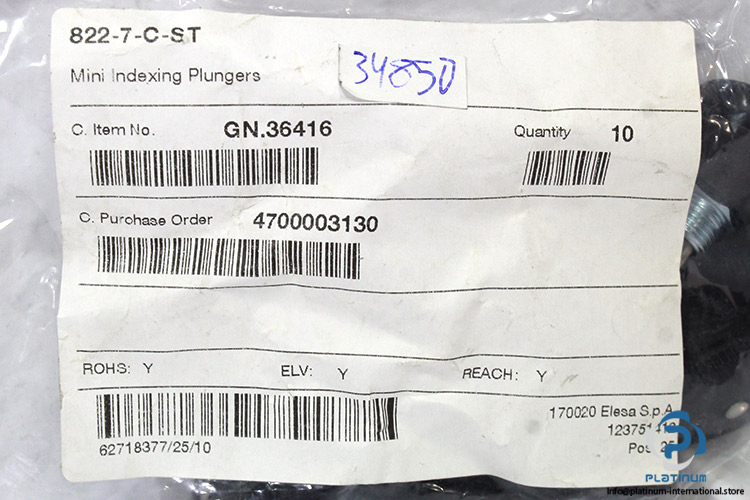 822-7-C-ST
34850
Mini Indexing Plungers
C. Item No. GN.36416 Quantity 10
C. Purchase Order 4700003130
ROHS: Y ELV: Y REACH: Y
62718377/25/10
170020 Elesa S.p.A
Pos
PLATINUM
info@platinum-international.store